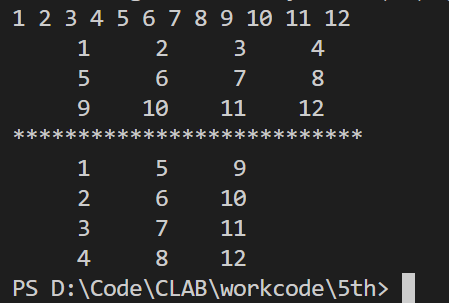 1 2 3 4 5 6 7 8 9 10 11 12
1 2 3 4
5 6 7 8
9 10 11 12
***************************
1 5 9
2 6 10
3 7 11
4 8 12
PS D:\Code\CLAB\workcode\5th>